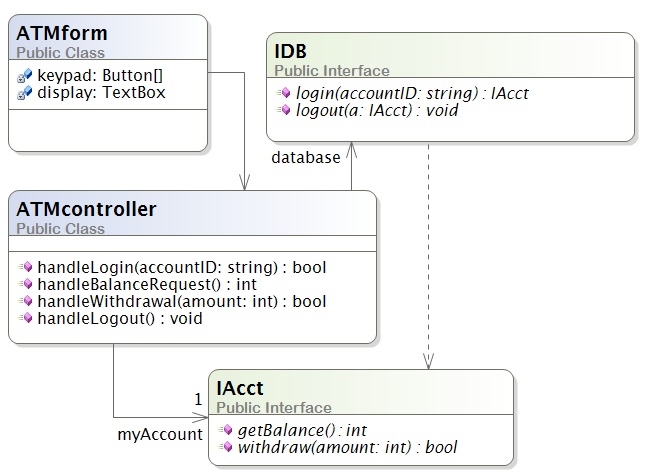 ATMform
Public Class
keypad: Button[]
display: TextBox
IDB
Public Interface
login(accountID: string) : IAcct
logout(a: IAcct) : void
database
ATMcontroller
Public Class
handleLogin(accountID: string) : bool
handleBalanceRequest() : int
handleWithdrawal(amount: int) : bool
handleLogout() : void
1
myAccount
IAcct
Public Interface
getBalance() : int
withdraw(amount: int) : bool